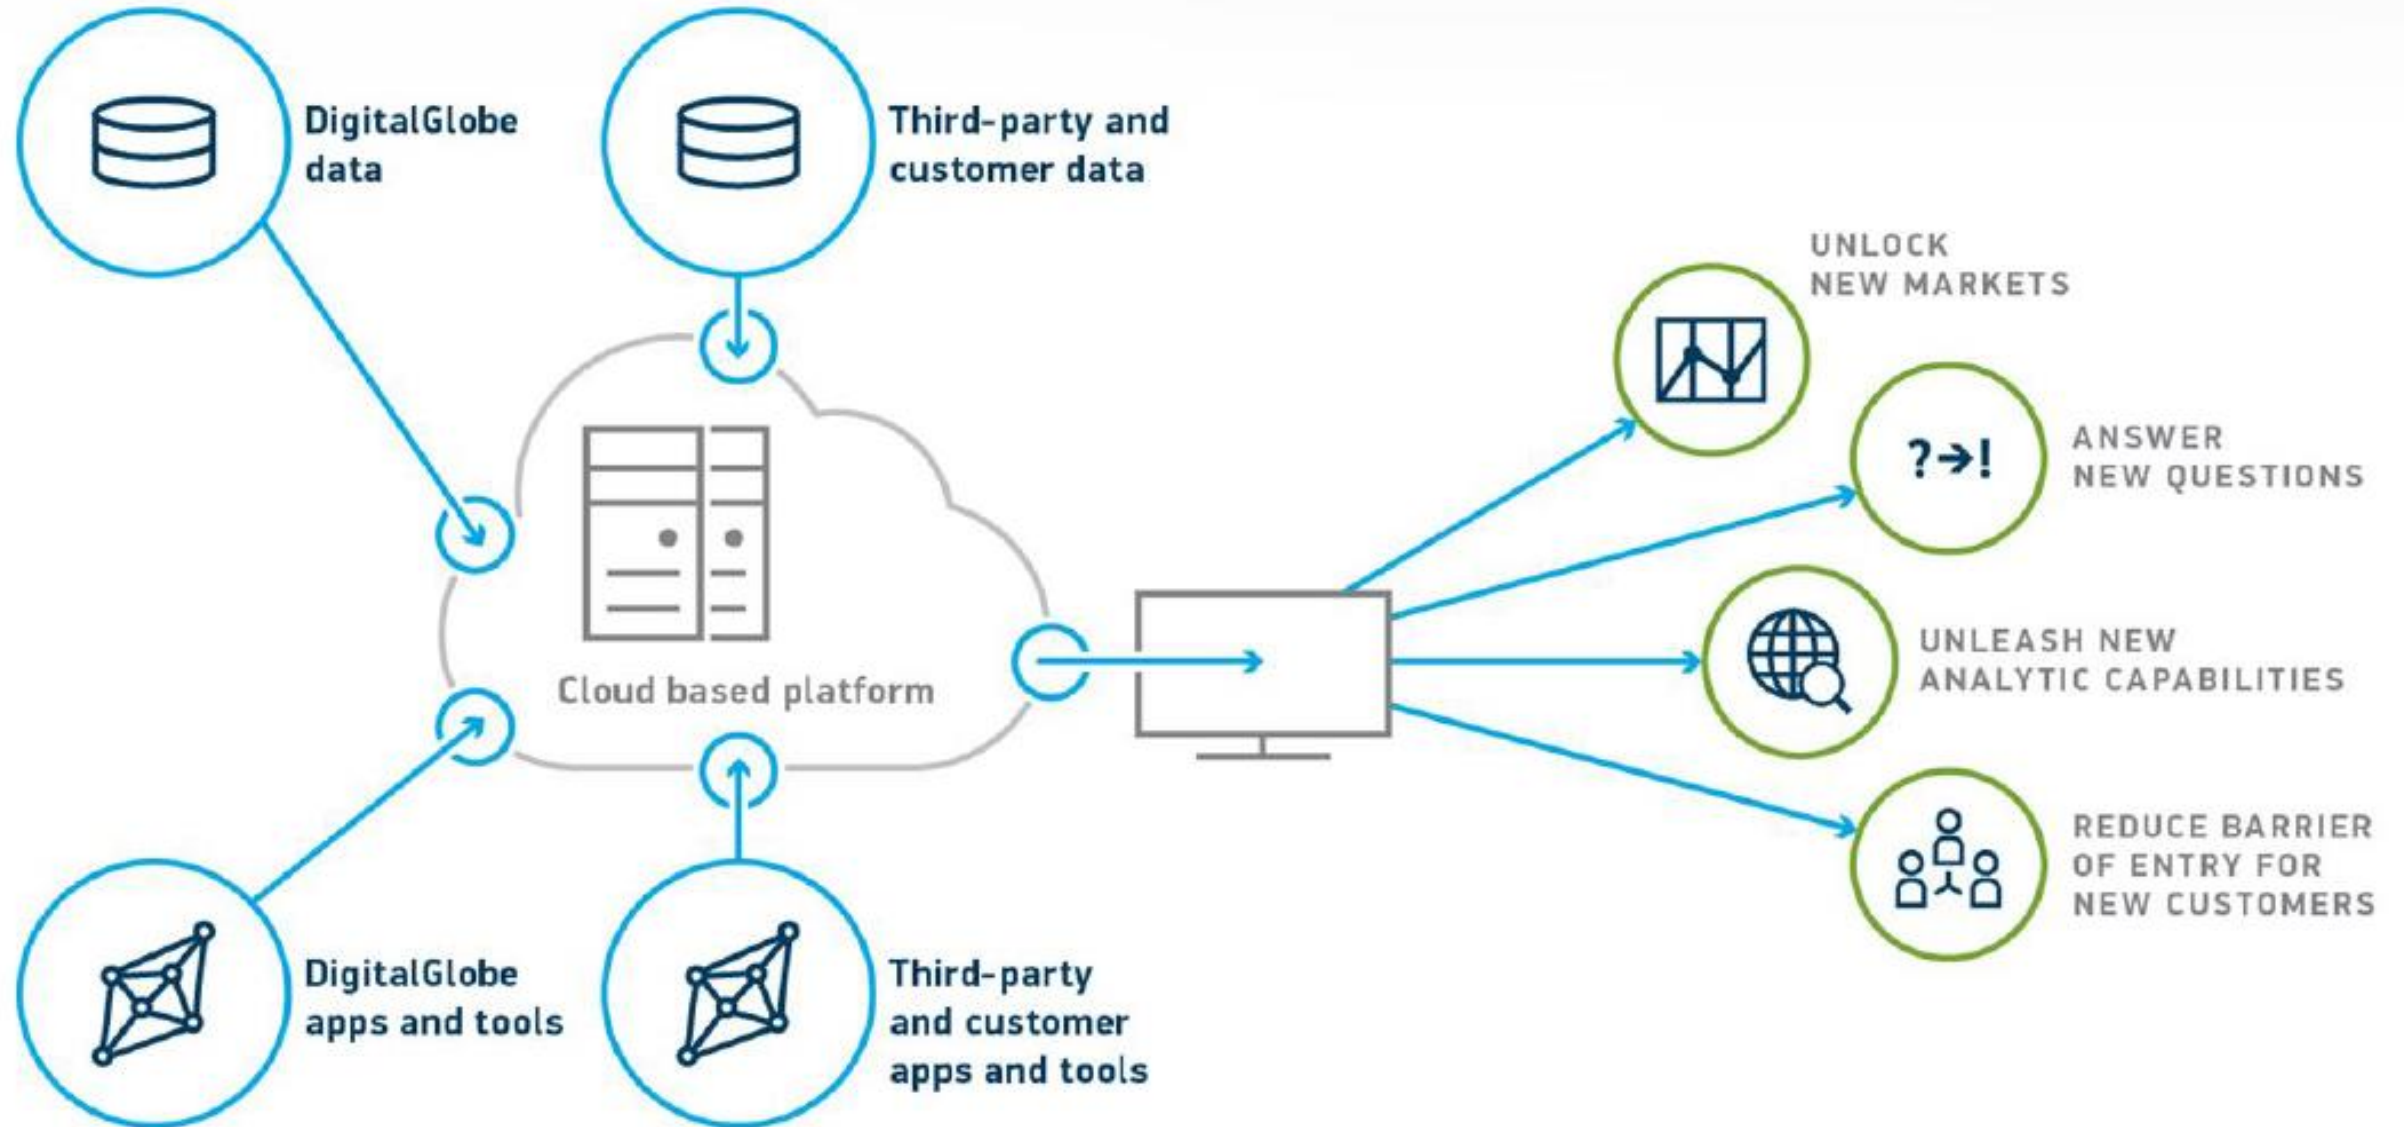 DigitalGlobe
data
Third-party and
customer data
UNLOCK
NEW MARKETS
?→!
ANSWER
NEW QUESTIONS
Cloud based platform
UNLEASH NEW
ANALYTIC CAPABILITIES
REDUCE BARRIER
OF ENTRY FOR
NEW CUSTOMERS
DigitalGlobe
apps and tools
Third-party
and customer
apps and tools